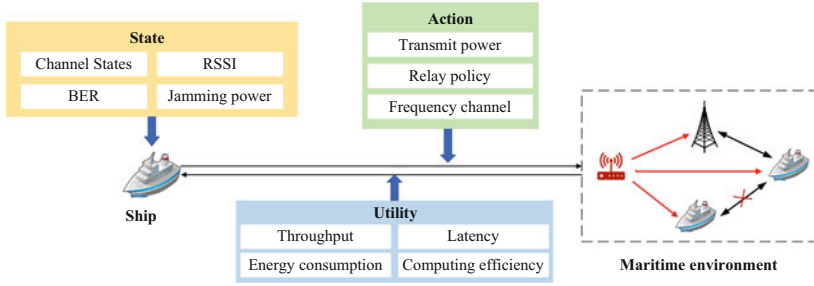 State
Channel States
RSSI
BER
Jamming power
Action
Transmit power
Relay policy
Frequency channel
Ship
Utility
Throughput
Latency
Energy consumption
Computing efficiency
Maritime environment